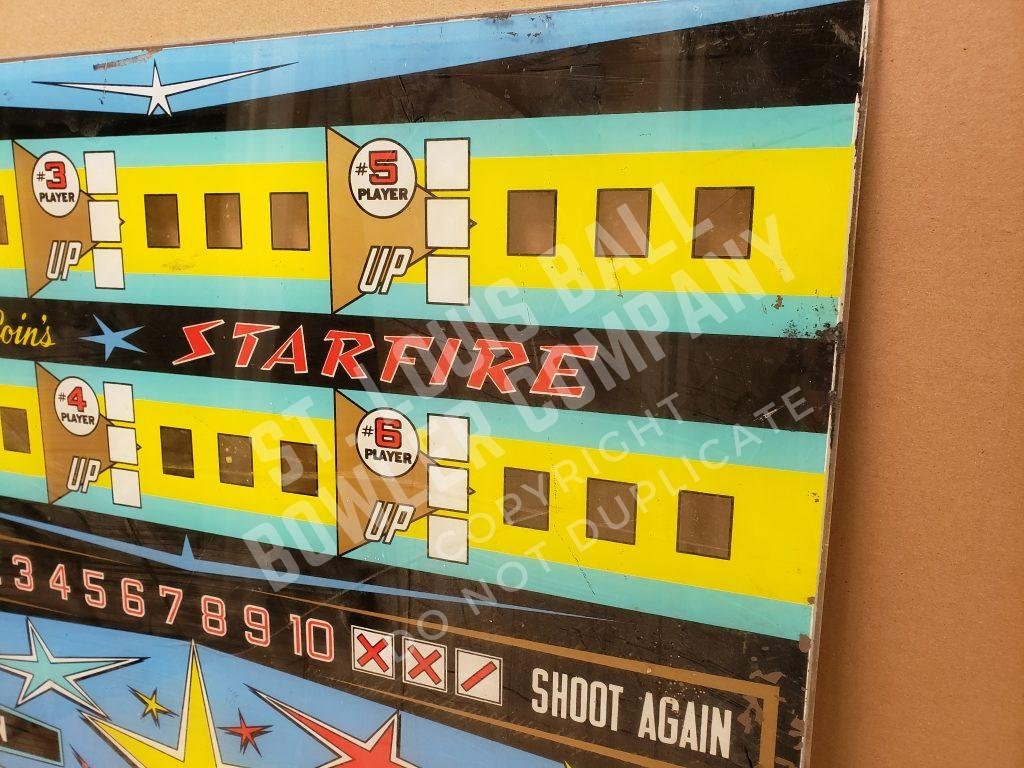 #3
PLAYER
UP
#5
PLAYER
UP
STARFIRE
#4
PLAYER
UP
#6
PLAYER
UP
3 4 5 6 7 8 9 10
SHOOT AGAIN
ST. LOUIS BALL
BOWLER COMPANY
COPYRIGHT
DO NOT DUPLICATE